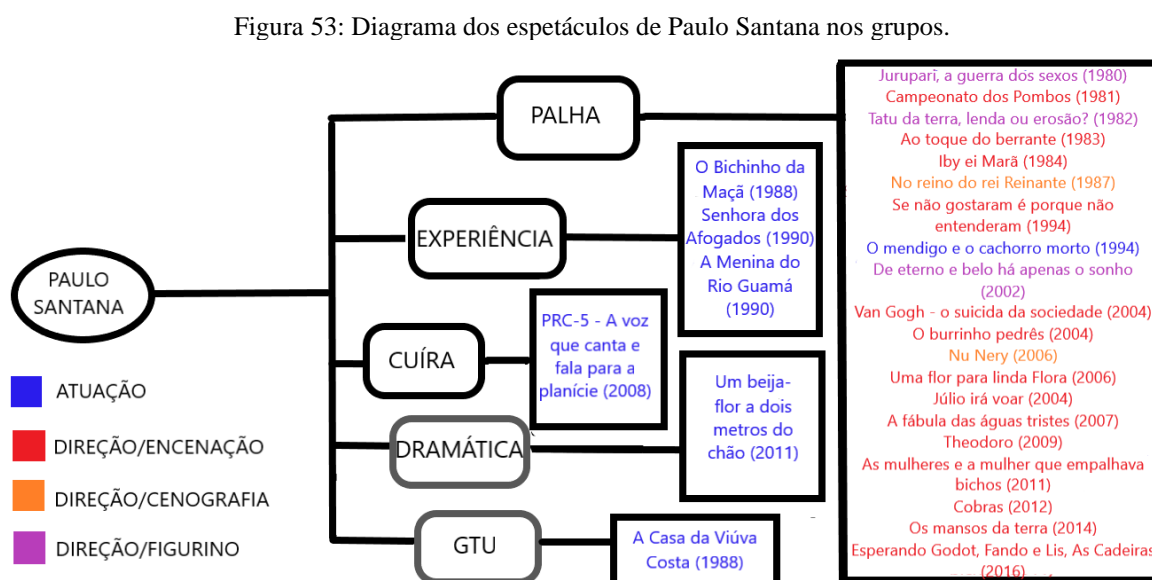 Figura 53: Diagrama dos espetáculos de Paulo Santana nos grupos.
PAULO
SANTANA
PALHA
Jurupari, a guerra dos sexos (1980)
Campeonato dos Pombos (1981)
Tatu da terra, lenda ou erosão? (1982)
Ao toque do berrante (1983)
Iby ei Marã (1984)
No reino do rei Reinante (1987)
Se não gostaram é porque não
entenderam (1994)
O mendigo e o cachorro morto (1994)
De eterno e belo há apenas o sonho
(2002)
Van Gogh - o suicida da sociedade (2004)
O burrinho pedrês (2004)
Nu Nery (2006)
Uma flor para linda Flora (2006)
Júlio irá voar (2004)
A fábula das águas tristes (2007)
Theodoro (2009)
As mulheres e a mulher que empalhava
bichos (2011)
Cobras (2012)
Os mansos da terra (2014)
Esperando Godot, Fando e Lis, As Cadeiras
(2016)
EXPERIÊNCIA
O Bichinho da
Maçã (1988)
Senhora dos
Afogados (1990)
A Menina do
Rio Guamá
(1990)
CUÍRA
PRC-5 - A voz
que canta e
fala para a
planície (2008)
DRAMÁTICA
Um beija-
flor a dois
metros do
chão (2011)
GTU
A Casa da Viúva
Costa (1988)
ATUAÇÃO
DIREÇÃO/ENCENAÇÃO
DIREÇÃO/CENOGRAFIA
DIREÇÃO/FIGURINO